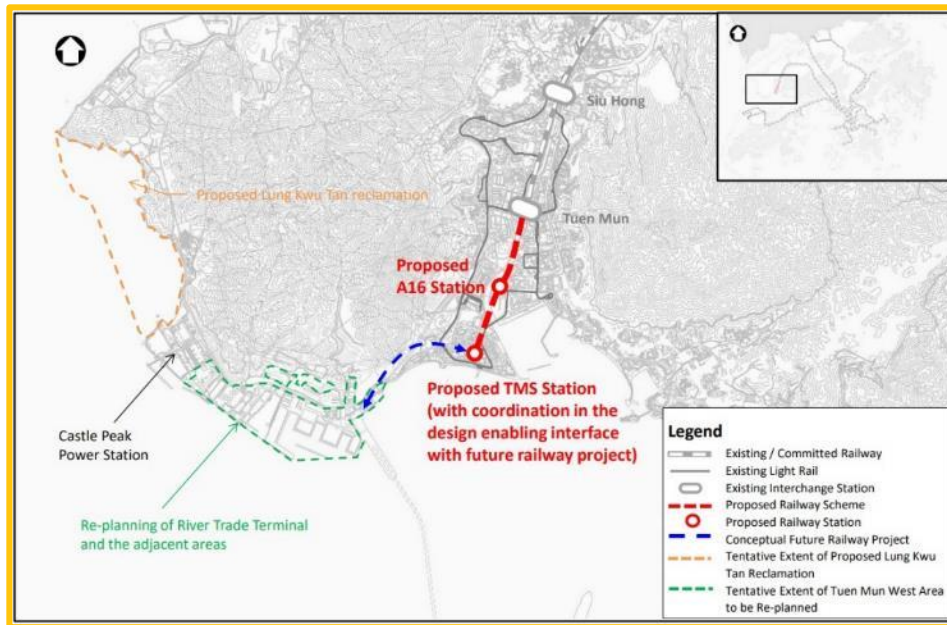 Siu Hong
Proposed Lung Kwu Tan reclamation
Tuen Mun
Proposed
A16 Station
Proposed TMS Station
(with coordination in the
design enabling interface
with future railway project)
Castle Peak
Power Station
Re-planning of River Trade Terminal
and the adjacent areas
Legend
Existing / Committed Railway
Existing Light Rail
Existing Interchange Station
Proposed Railway Scheme
Proposed Railway Station
Conceptual Future Railway Project
Tentative Extent of Proposed Lung Kwu
Tan Reclamation
Tentative Extent of Tuen Mun West Area
to be Re-planned